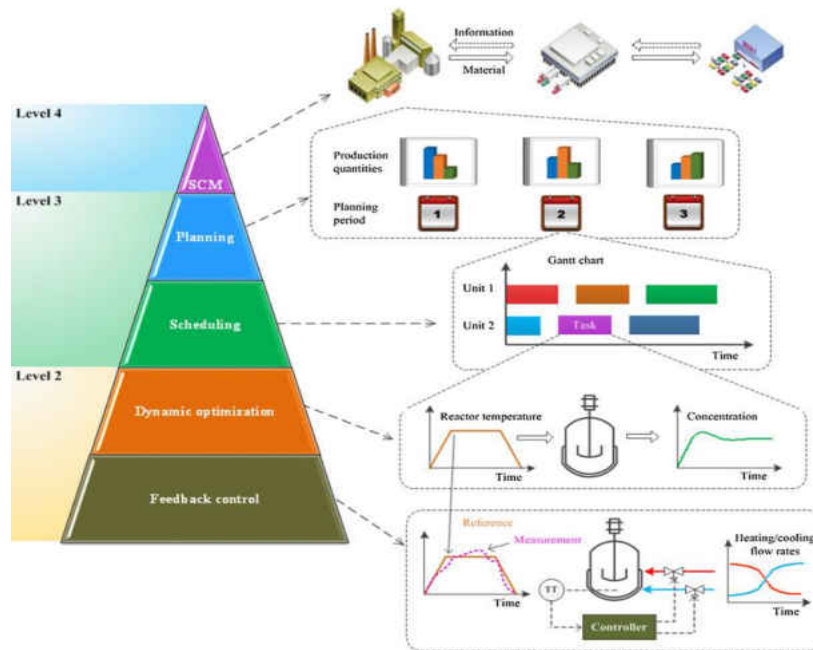 Level 4
Information
Material
SCM
Level 3
Production
quantities
Planning
Planning
period
1
2
3
Gantt chart
Unit 1
Scheduling
Unit 2
Task
Time
Level 2
Dynamic optimization
Reactor temperature
Concentration
Time
Time
Feedback control
Reference
Measurement
Heating/cooling
flow rates
TT
Time
Controller
Time